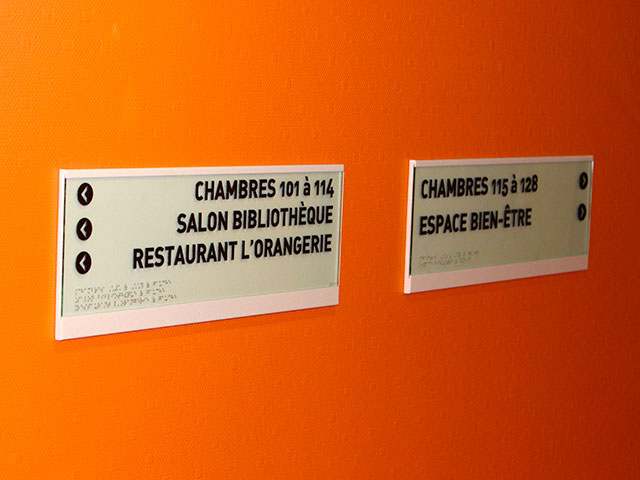 CHAMBRES 101 à 114
SALON BIBLIOTHÈQUE
RESTAURANT L'ORANGERIE
CHAMBRES 115 à 128
ESPACE BIEN-ÊTRE